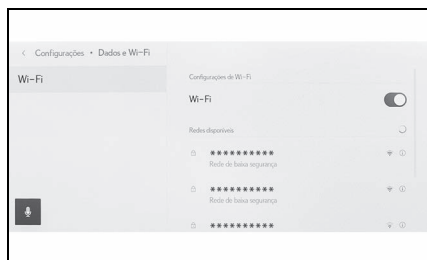 < Configurações • Dados e Wi-Fi
Wi-Fi
Configurações de Wi-Fi
Wi-Fi
Redes disponíveis
**********
Rede de baixa segurança
**********
Rede de baixa segurança
**********